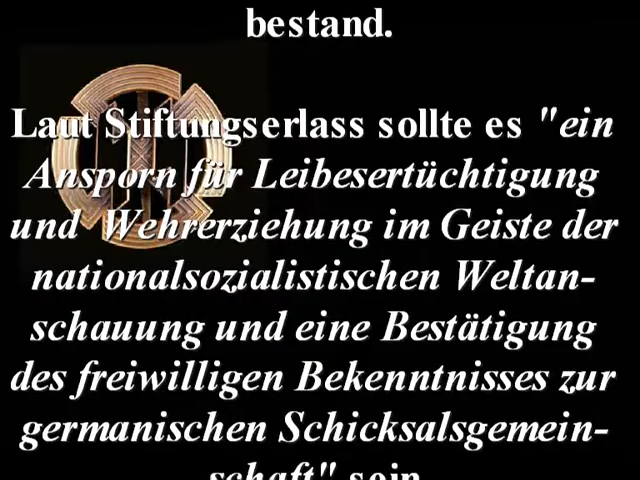 bestand.
Laut Stiftungserlass sollte es "ein
Ansporn für Leibesertüchtigung
und Wehrerziehung im Geiste der
nationalsozialistischen Weltan-
schauung und eine Bestätigung
des freiwilligen Bekenntnisses zur
germanischen Schicksalsgemein-
schaft" sein